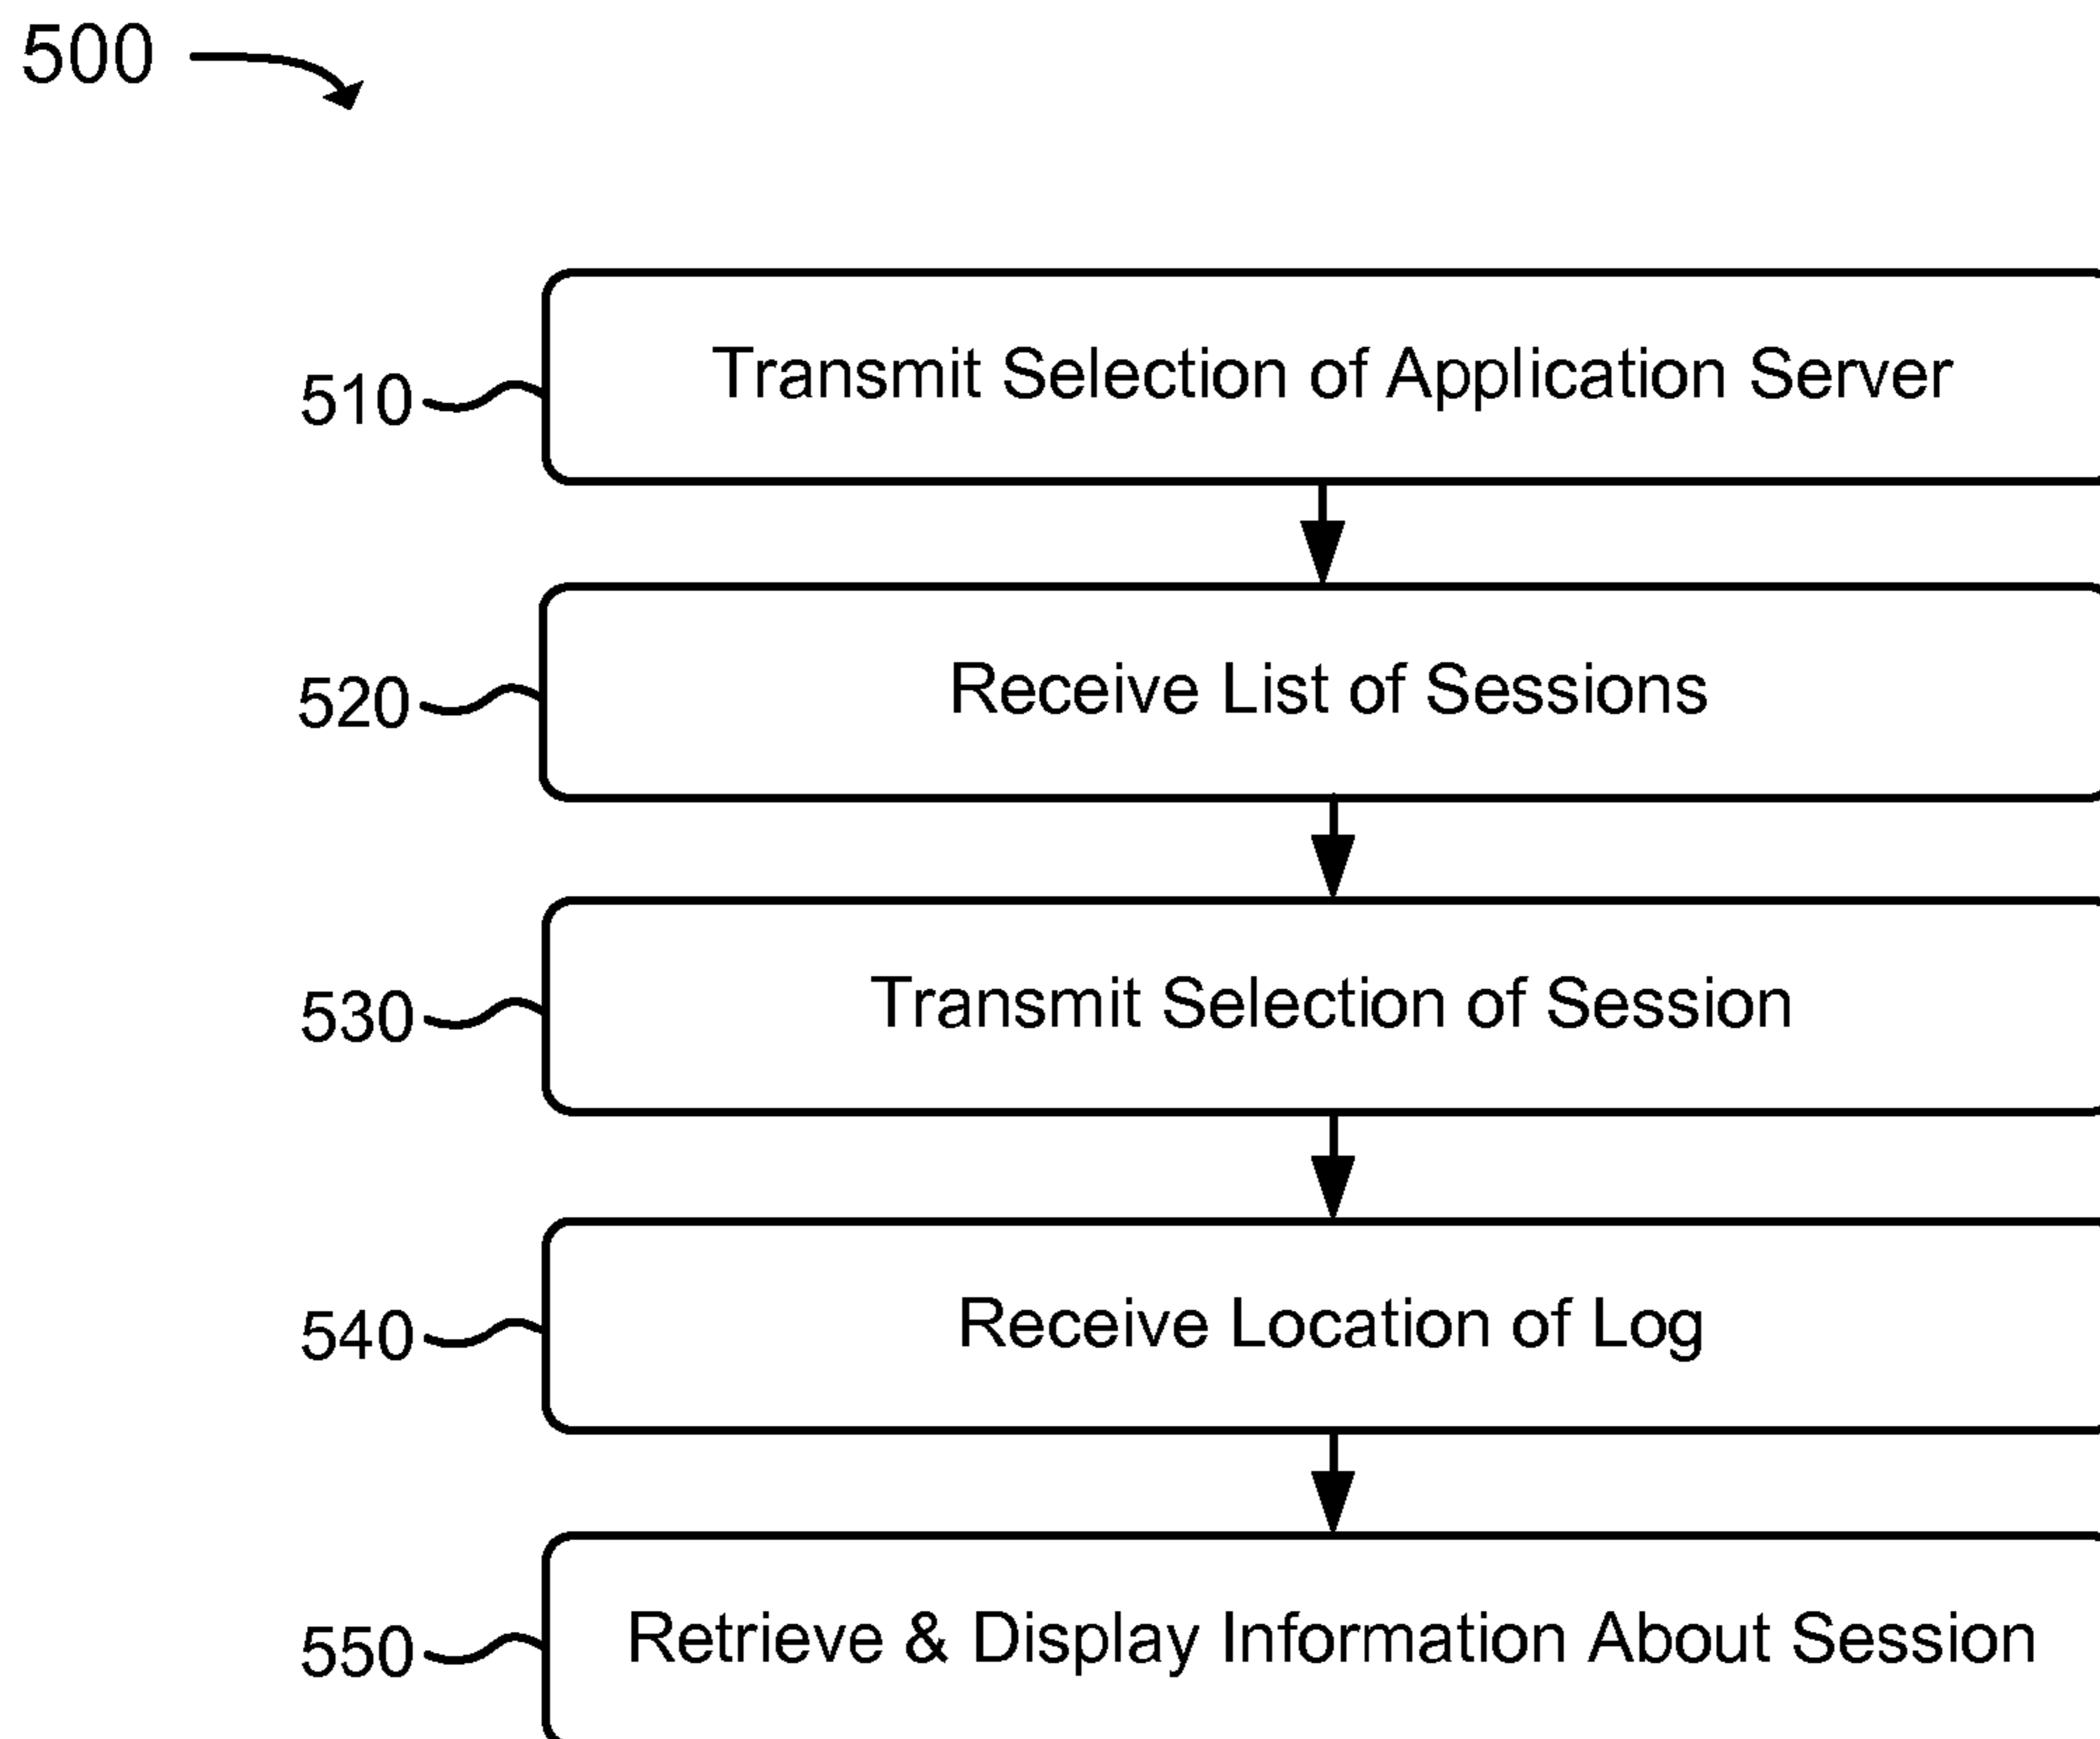 500
510 Transmit Selection of Application Server
520 Receive List of Sessions
530 Transmit Selection of Session
540 Receive Location of Log
550 Retrieve & Display Information About Session